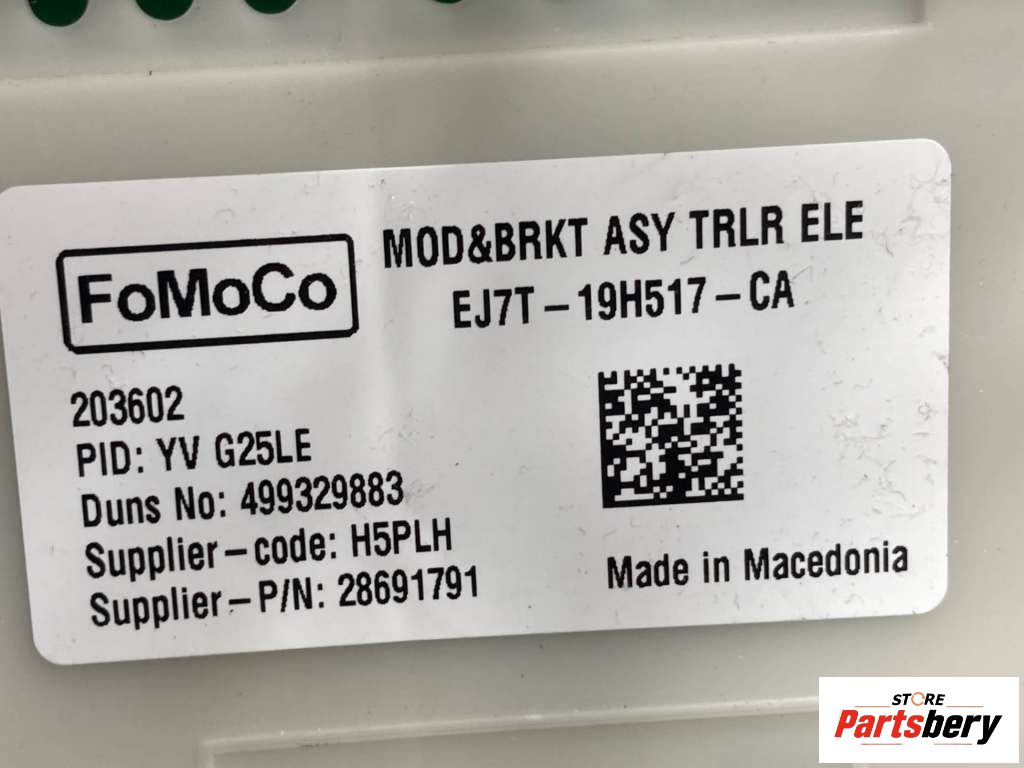 FoMoCo
MOD&BRKT ASY TRLR ELE
EJ7T-19H517-CA
203602
PID: YV G25LE
Duns No: 499329883
Supplier-code: H5PLH
Supplier-P/N: 28691791
Made in Macedonia
STORE
Partsbery